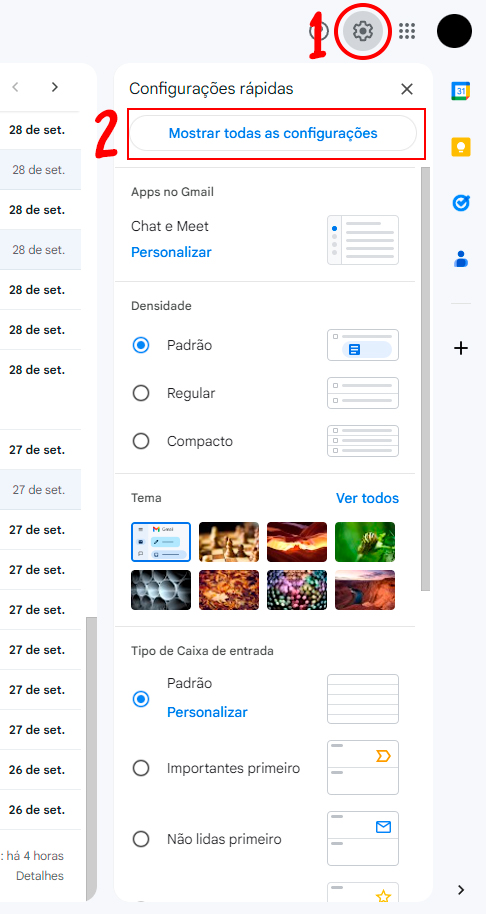 1
Configurações rápidas
2
Mostrar todas as configurações
28 de set.
28 de set.
28 de set.
28 de set.
28 de set.
28 de set.
28 de set.
27 de set.
27 de set.
27 de set.
27 de set.
27 de set.
27 de set.
27 de set.
27 de set.
26 de set.
26 de set.
: há 4 horas
Detalhes
Apps no Gmail
Chat e Meet
Personalizar
Densidade
Padrão
Regular
Compacto
Tema
Ver todos
Gmail
Tipo de Caixa de entrada
Padrão
Personalizar
Importantes primeiro
Não lidas primeiro
31